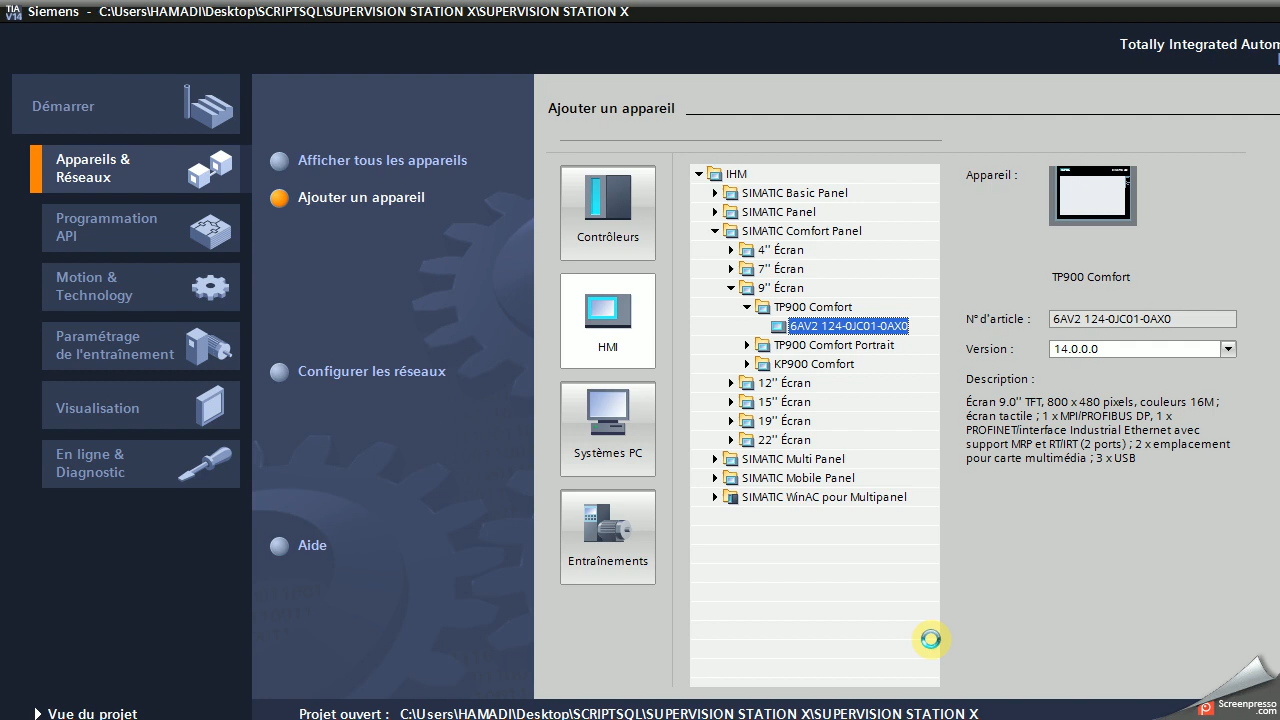 TIA
V14
Siemens - C:\Users\HAMADI\Desktop\SCRIPTSQL\SUPERVISION STATION X\SUPERVISION STATION X
Totally Integrated Autom
Démarrer
Appareils &
Réseaux
Programmation
API
Motion &
Technology
Paramétrage
de l'entraînement
Visualisation
En ligne &
Diagnostic
Vue du projet
Afficher tous les appareils
Ajouter un appareil
Configurer les réseaux
Aide
Ajouter un appareil
Contrôleurs
HMI
Systèmes PC
Entraînements
IHM
SIMATIC Basic Panel
SIMATIC Panel
SIMATIC Comfort Panel
4'' Écran
7'' Écran
9'' Écran
TP900 Comfort
6AV2 124-0JC01-0AX0
TP900 Comfort Portrait
KP900 Comfort
12'' Écran
15'' Écran
19'' Écran
22'' Écran
SIMATIC Multi Panel
SIMATIC Mobile Panel
SIMATIC WinAC pour Multipanel
Appareil :
TP900 Comfort
N° d'article : 6AV2 124-0JC01-0AX0
Version : 14.0.0.0
Description :
Écran 9.0'' TFT, 800 x 480 pixels, couleurs 16M ;
écran tactile ; 1 x MPI/PROFIBUS DP, 1 x
PROFINET/interface Industrial Ethernet avec
support MRP et RT/IRT (2 ports) ; 2 x emplacement
pour carte multimédia ; 3 x USB
Projet ouvert : C:\Users\HAMADI\Desktop\SCRIPTSQL\SUPERVISION STATION X\SUPERVISION STATION X
Screenpresso
.com